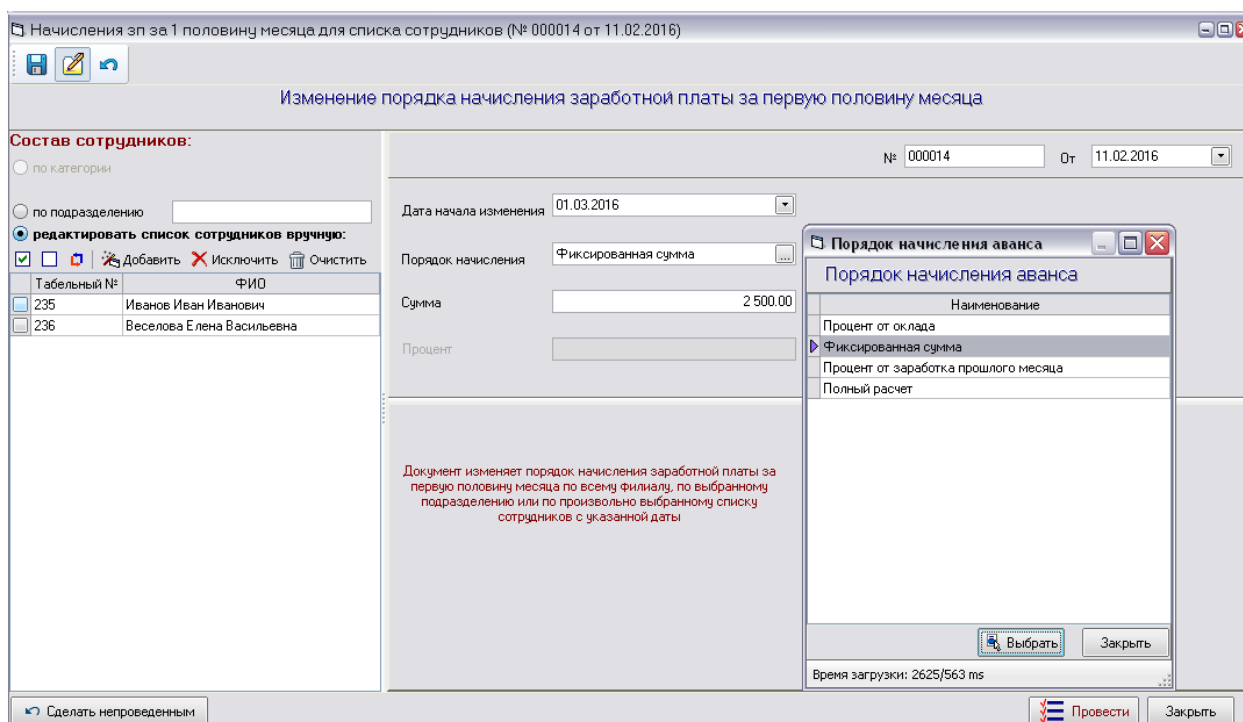 Начисления зп за 1 половину месяца для списка сотрудников (№ 000014 от 11.02.2016)
Изменение порядка начисления заработной платы за первую половину месяца
Состав сотрудников:
по категории
№ 000014 От 11.02.2016
по подразделению
редактировать список сотрудников вручную:
Добавить Исключить Очистить
Табельный № ФИО
235 Иванов Иван Иванович
236 Веселова Елена Васильевна
Дата начала изменения 01.03.2016
Порядок начисления Фиксированная сумма ...
Сумма 2 500.00
Процент
Документ изменяет порядок начисления заработной платы за
первую половину месяца по всему филиалу, по выбранному
подразделению или по произвольно выбранному списку
сотрудников с указанной даты
Порядок начисления аванса
Порядок начисления аванса
Наименование
Процент от оклада
Фиксированная сумма
Процент от заработка прошлого месяца
Полный расчет
Выбрать Закрыть
Время загрузки: 2625/563 ms
Сделать непроведенным Провести Закрыть